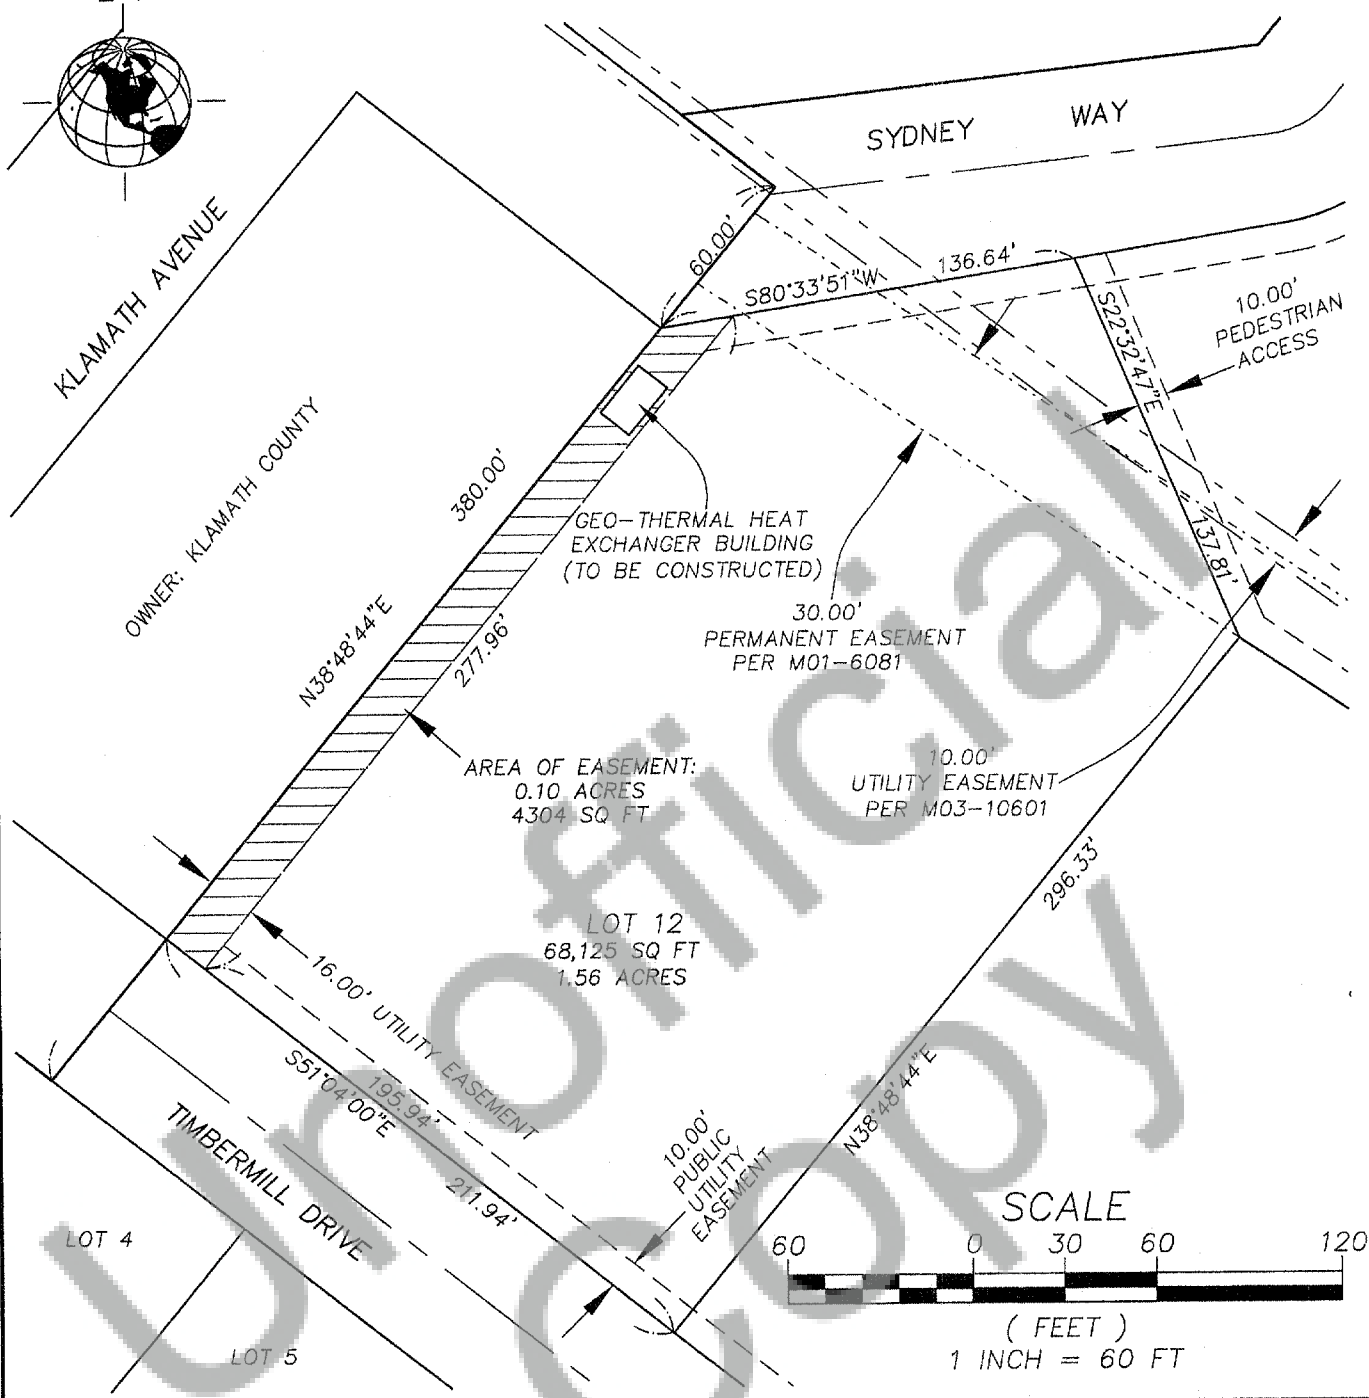 SYDNEY WAY
KLAMATH AVENUE
60.00'
136.64'
S80°33'51"W
S22°32'47"E
137.81'
10.00'
PEDESTRIAN
ACCESS
OWNER: KLAMATH COUNTY
380.00'
N38°48'44"E
277.96'
GEO-THERMAL HEAT
EXCHANGER BUILDING
(TO BE CONSTRUCTED)
30.00'
PERMANENT EASEMENT
PER M01-6081
AREA OF EASEMENT:
0.10 ACRES
4304 SQ FT
10.00'
UTILITY EASEMENT
PER M03-10601
296.33'
N38°48'44"E
LOT 12
68,125 SQ FT
1.56 ACRES
16.00' UTILITY EASEMENT
195.94'
S51°04'00"E
211.94'
10.00'
PUBLIC
UTILITY
EASEMENT
TIMBERMILL DRIVE
LOT 4
LOT 5
SCALE
60 0 30 60 120
( FEET )
1 INCH = 60 FT
Unofficial
Copy